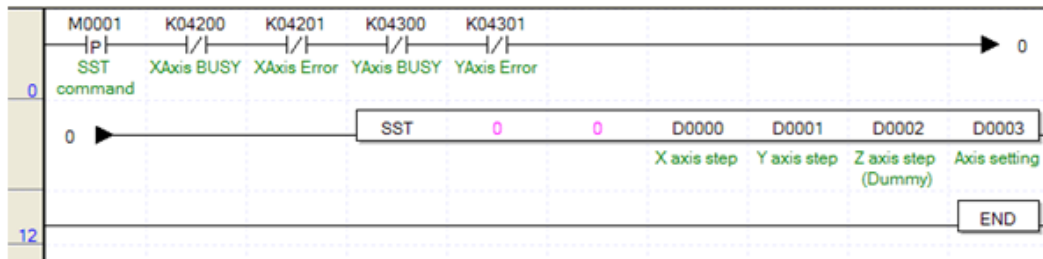 M0001 K04200 K04201 K04300 K04301
P
0
SST XAxis BUSY XAxis Error YAxis BUSY YAxis Error
command
0
0 SST 0 0 D0000 D0001 D0002 D0003
X axis step Y axis step Z axis step Axis setting
(Dummy)
END
12